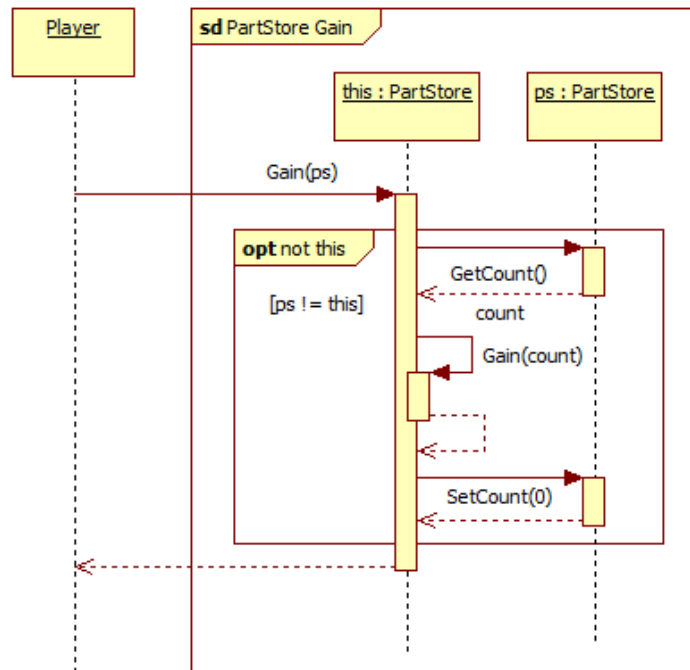 Player
sd PartStore Gain
this : PartStore
ps : PartStore
Gain(ps)
opt not this
GetCount()
[ps != this]
count
Gain(count)
SetCount(0)